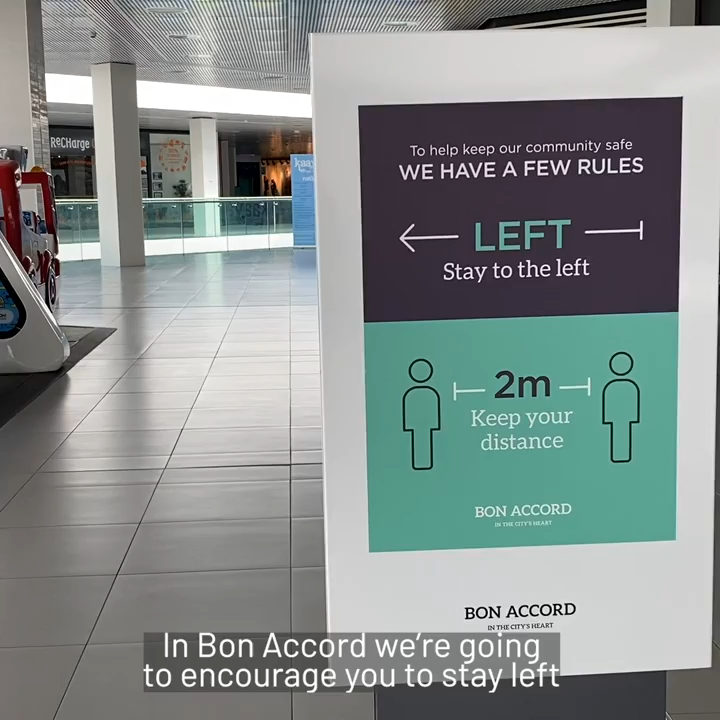 ReCHarge
To help keep our community safe
WE HAVE A FEW RULES
LEFT
Stay to the left
2m
Keep your
distance
BON ACCORD
IN THE CITY'S HEART
BON ACCORD
IN THE CITY'S HEART
In Bon Accord we're going
to encourage you to stay left